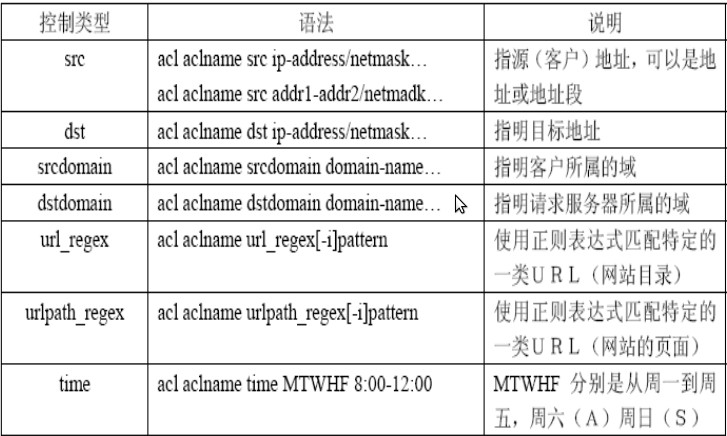 控制类型 语法 说明
src acl aclname src ip-address/netmask… 指源（客户）地址，可以是地
acl aclname src addr1-addr2/netmadk… 址或地址段
dst acl aclname dst ip-address/netmask… 指明目标地址
srcdomain acl aclname srcdomain domain-name… 指明客户所属的域
dstdomain acl aclname dstdomain domain-name… 指明请求服务器所属的域
url_regex acl aclname url_regex[-i]pattern 使用正则表达式匹配特定的
一类ＵＲＬ（网站目录）
urlpath_regex acl aclname urlpath_regex[-i]pattern 使用正则表达式匹配特定的
一类ＵＲＬ（网站的页面）
time acl aclname time MTWHF 8:00-12:00 MTWHF 分别是从周一到周
五，周六（Ａ）周日（Ｓ）